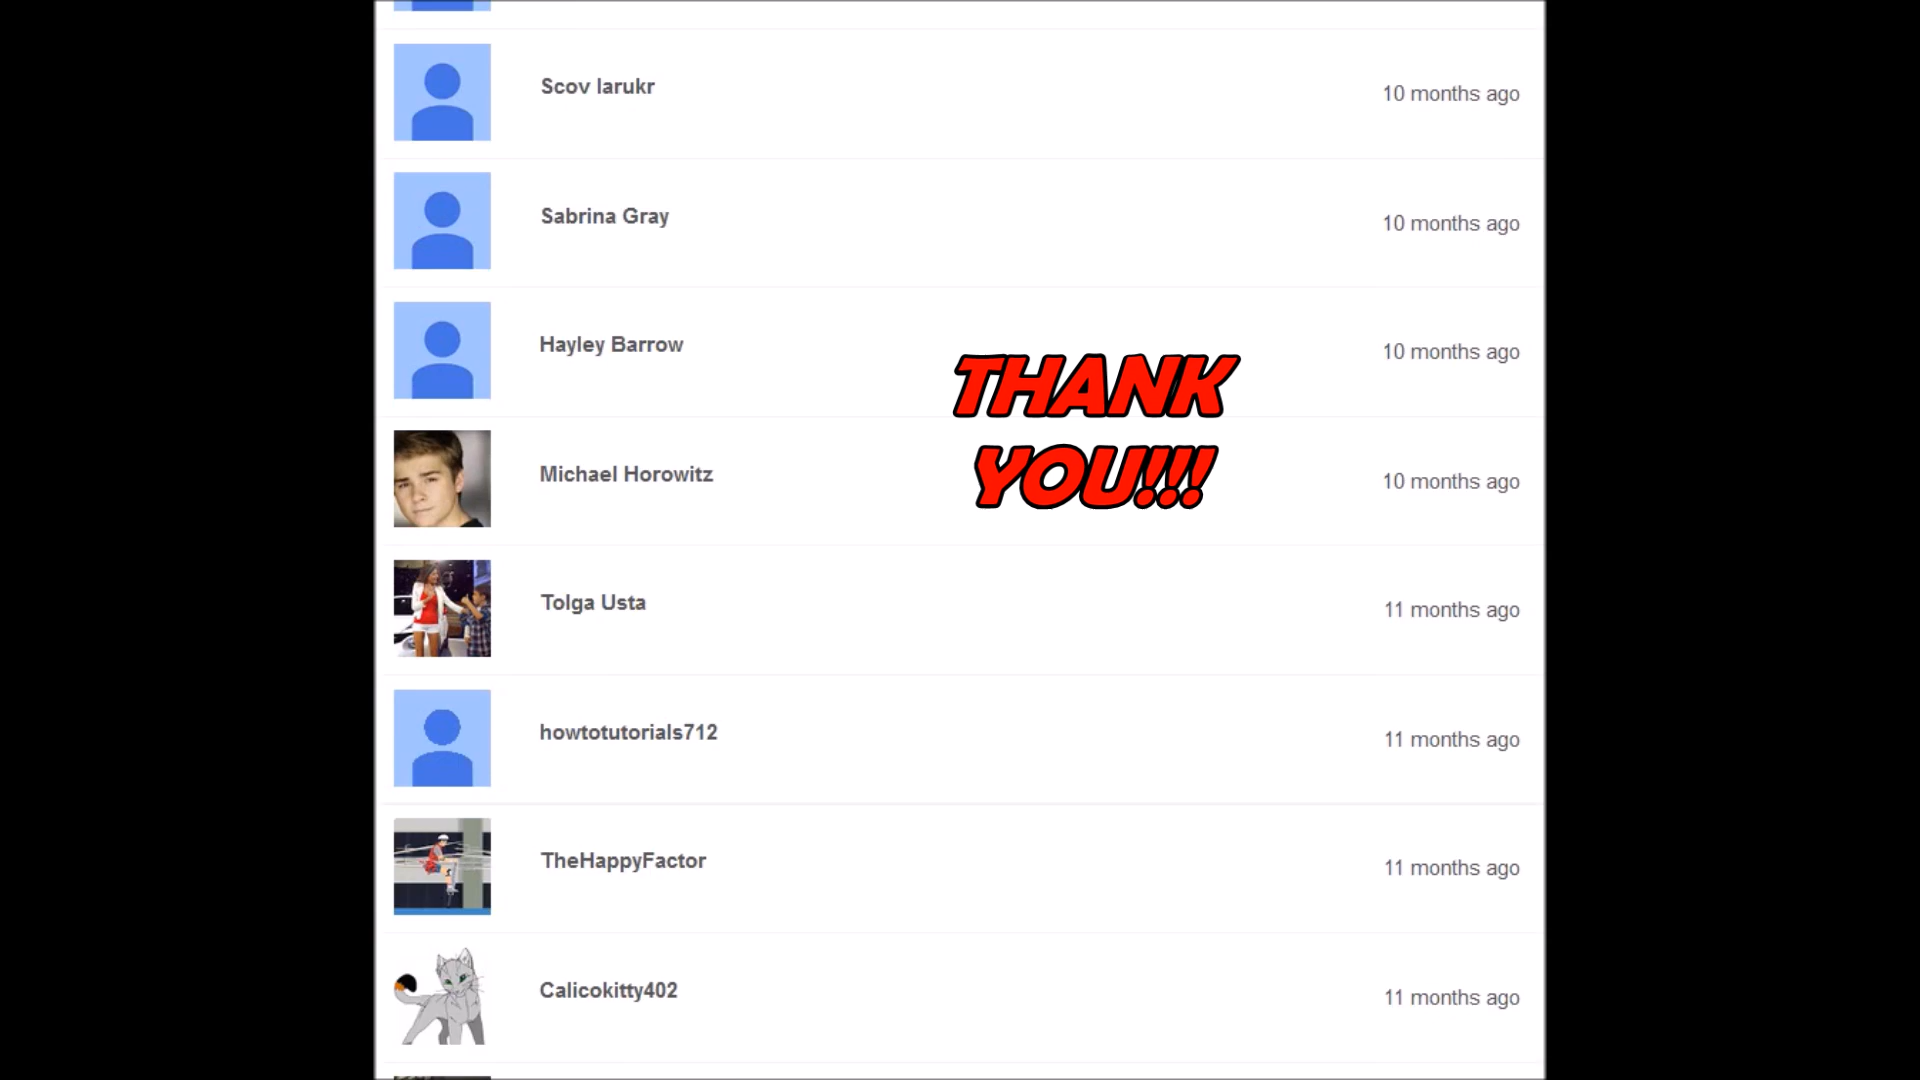 Scov larukr
10 months ago
Sabrina Gray
10 months ago
Hayley Barrow
10 months ago
THANK
YOU!!!
Michael Horowitz
10 months ago
Tolga Usta
11 months ago
howtotutorials712
11 months ago
TheHappyFactor
11 months ago
Calicokitty402
11 months ago